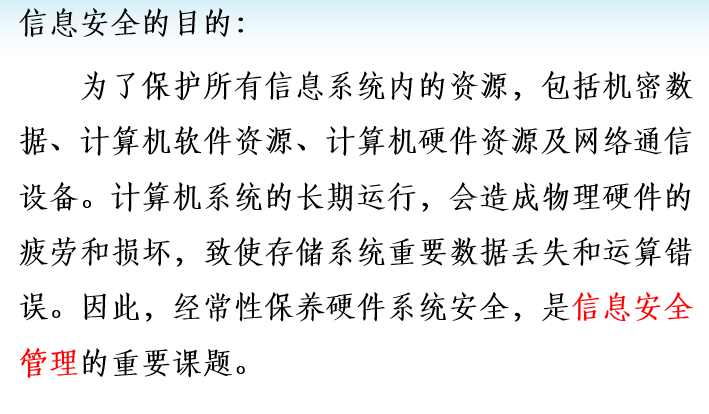 信息安全的目的：
为了保护所有信息系统内的资源，包括机密数
据、计算机软件资源、计算机硬件资源及网络通信
设备。计算机系统的长期运行，会造成物理硬件的
疲劳和损坏，致使存储系统重要数据丢失和运算错
误。因此，经常性保养硬件系统安全，是信息安全
管理的重要课题。